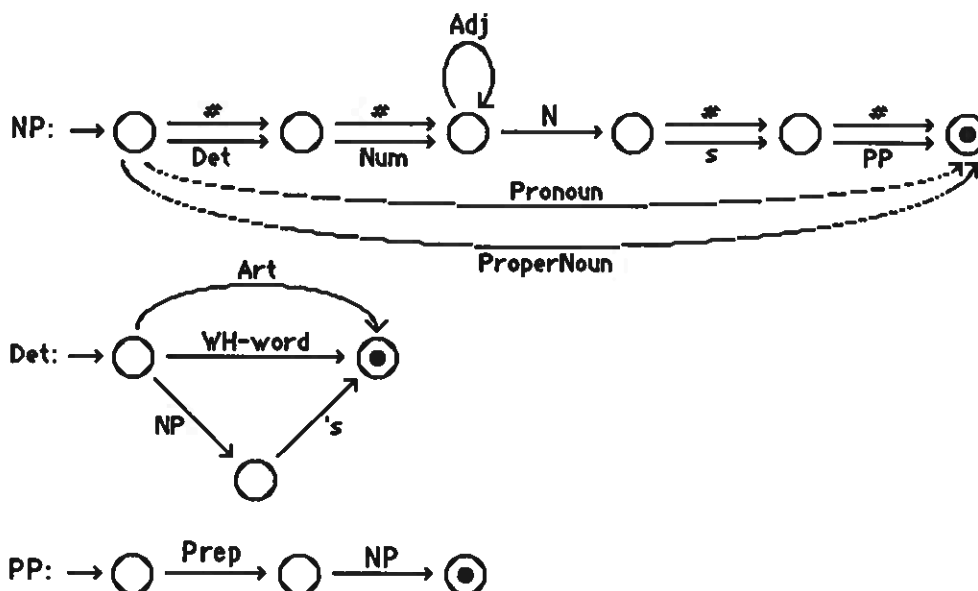 Adj
NP: # # N # #
Det Num s PP
Pronoun
ProperNoun
Art
Det: WH-word
NP 's
PP: Prep NP